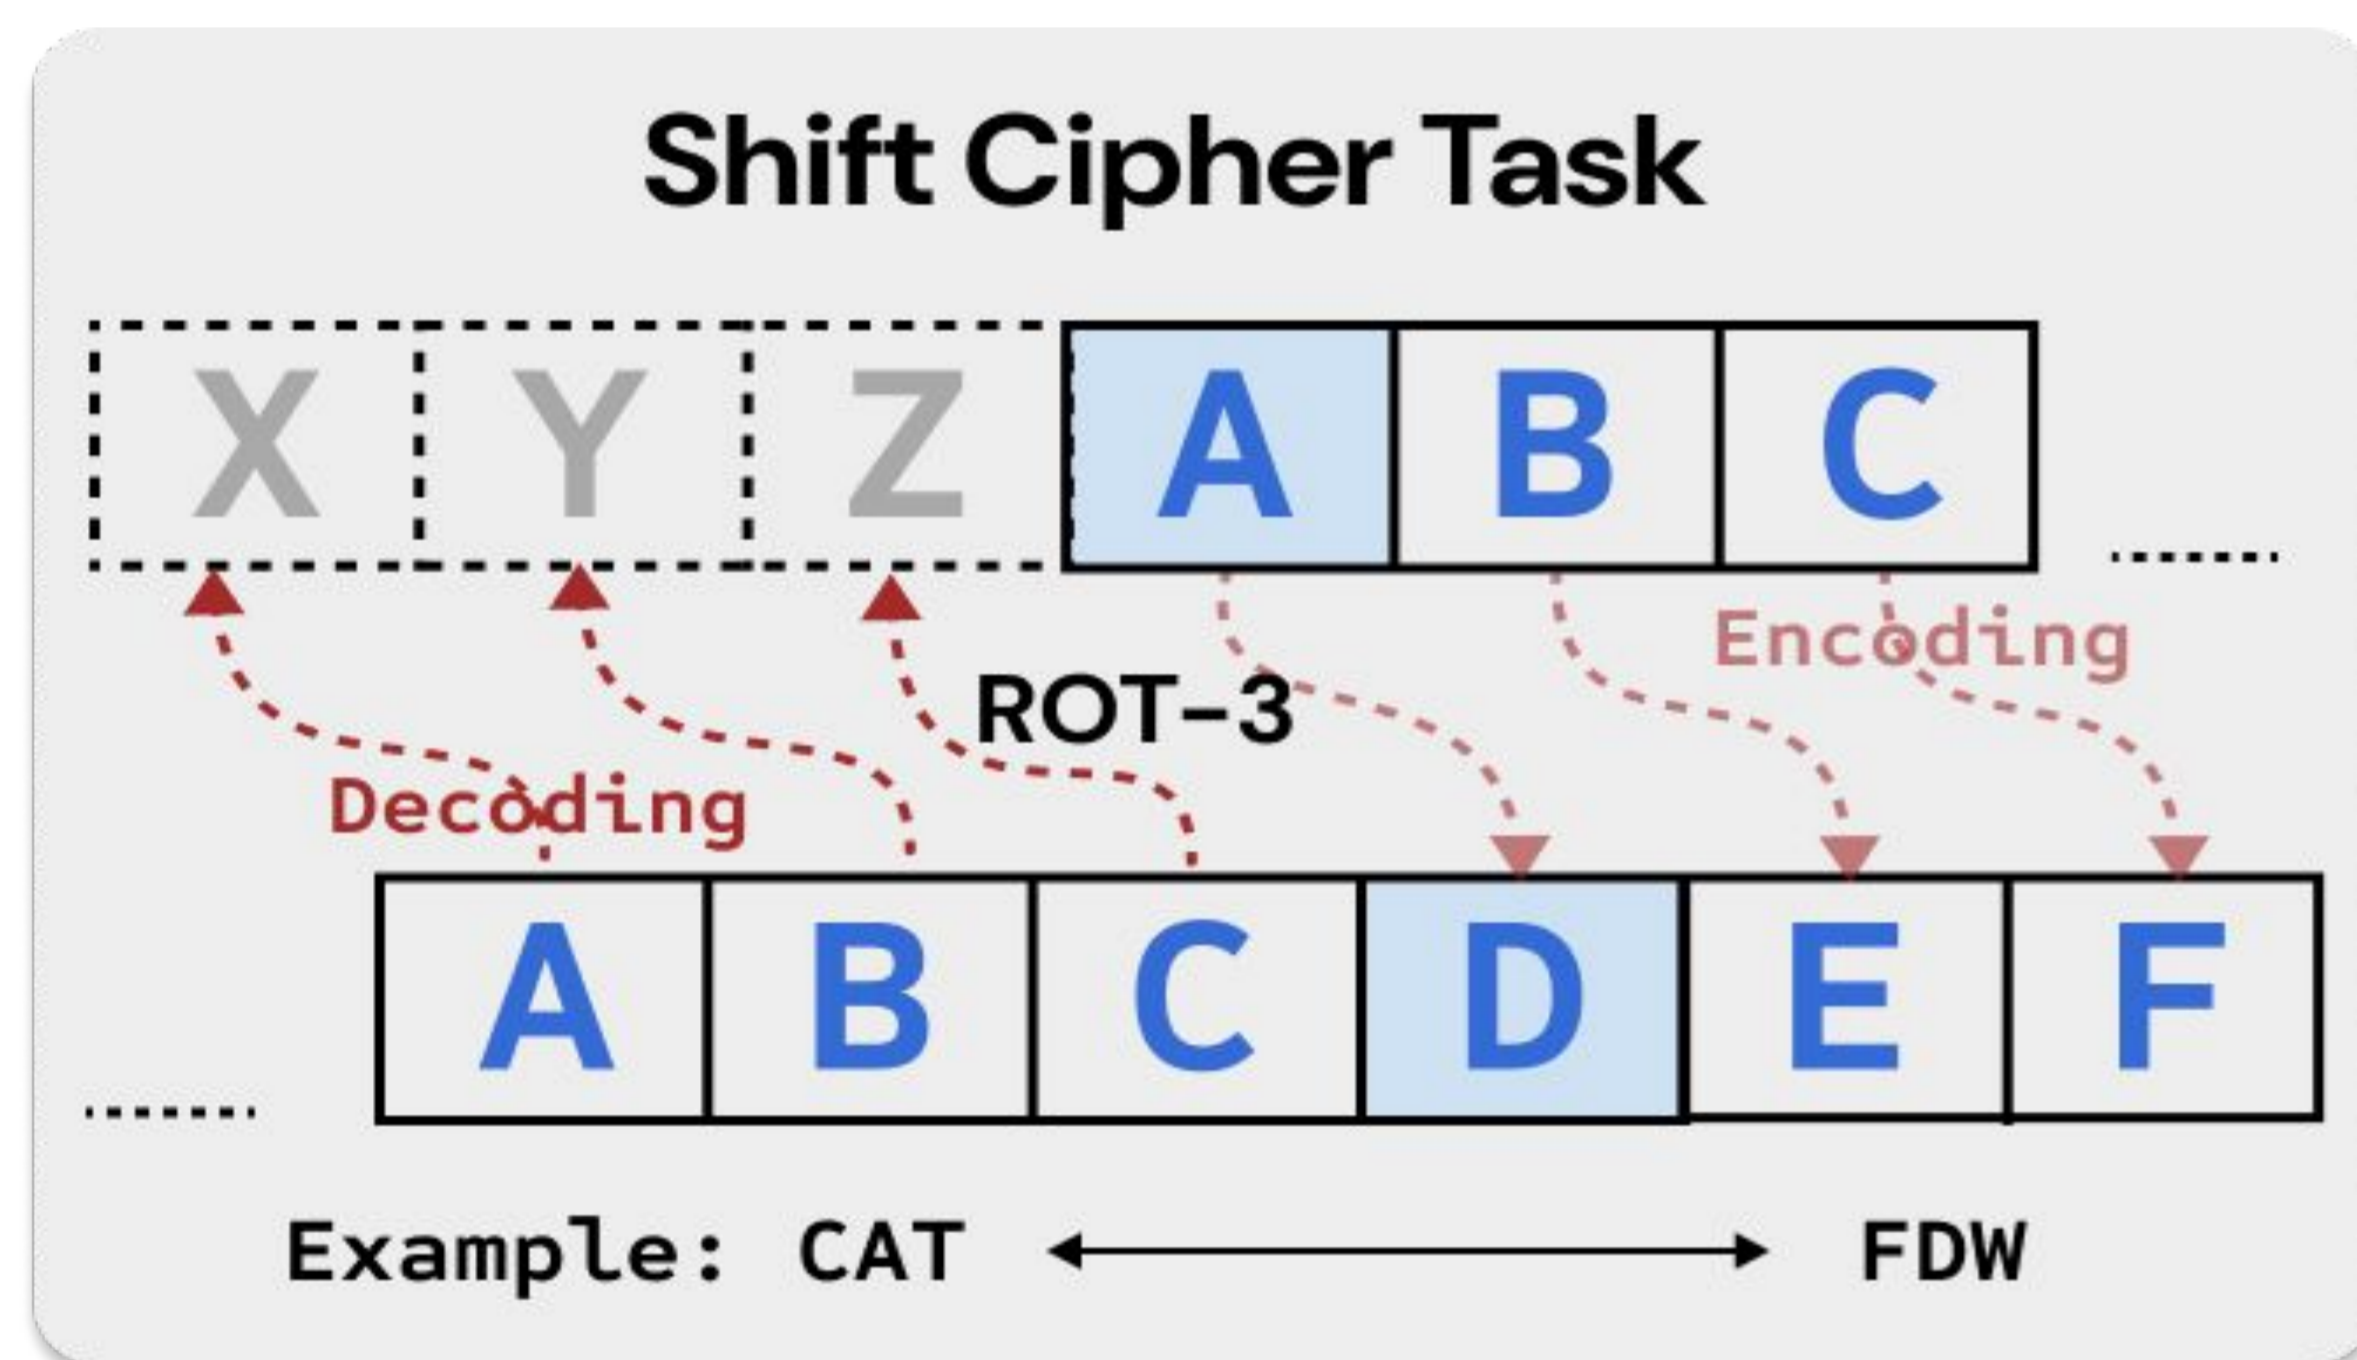 Shift Cipher Task
X Y Z A B C
Encoding
ROT-3
Decoding
A B C D E F
Example: CAT FDW